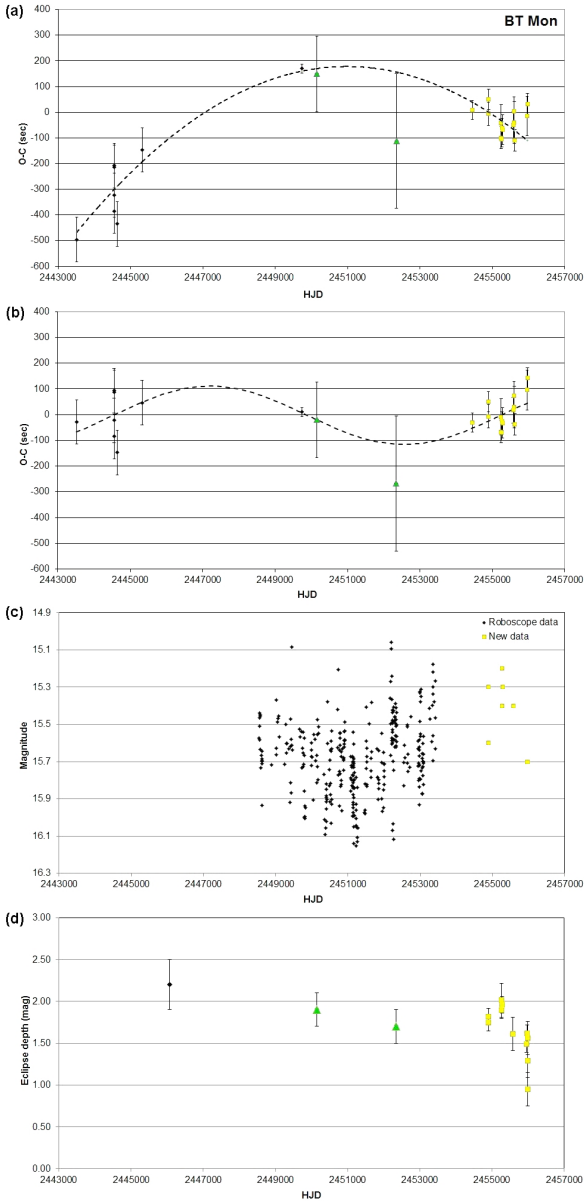 (a)
BT Mon
400
300
200
100
0
-100
-200
-300
-400
-500
-600
O-C (sec)
2443000 2445000 2447000 2449000 2451000 2453000 2455000 2457000
HJD
(b)
400
300
200
100
0
-100
-200
-300
-400
-500
-600
O-C (sec)
2443000 2445000 2447000 2449000 2451000 2453000 2455000 2457000
HJD
(c)
14.9
15.1
15.3
15.5
15.7
15.9
16.1
16.3
Magnitude
Roboscope data
New data
2443000 2445000 2447000 2449000 2451000 2453000 2455000 2457000
HJD
(d)
3.00
2.50
2.00
1.50
1.00
0.50
0.00
Eclipse depth (mag)
2443000 2445000 2447000 2449000 2451000 2453000 2455000 2457000
HJD